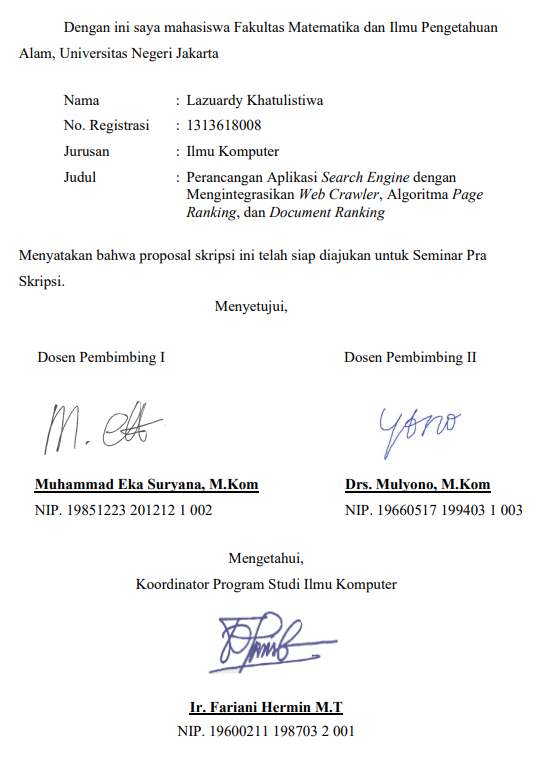 Dengan ini saya mahasiswa Fakultas Matematika dan Ilmu Pengetahuan
Alam, Universitas Negeri Jakarta
Nama : Lazuardy Khatulistiwa
No. Registrasi : 1313618008
Jurusan : Ilmu Komputer
Judul : Perancangan Aplikasi Search Engine dengan
Mengintegrasikan Web Crawler, Algoritma Page
Ranking, dan Document Ranking
Menyatakan bahwa proposal skripsi ini telah siap diajukan untuk Seminar Pra
Skripsi.
Menyetujui,
Dosen Pembimbing I Dosen Pembimbing II
Yono
Muhammad Eka Suryana, M.Kom Drs. Mulyono, M.Kom
NIP. 19851223 201212 1 002 NIP. 19660517 199403 1 003
Mengetahui,
Koordinator Program Studi Ilmu Komputer
Ir. Fariani Hermin M.T
NIP. 19600211 198703 2 001